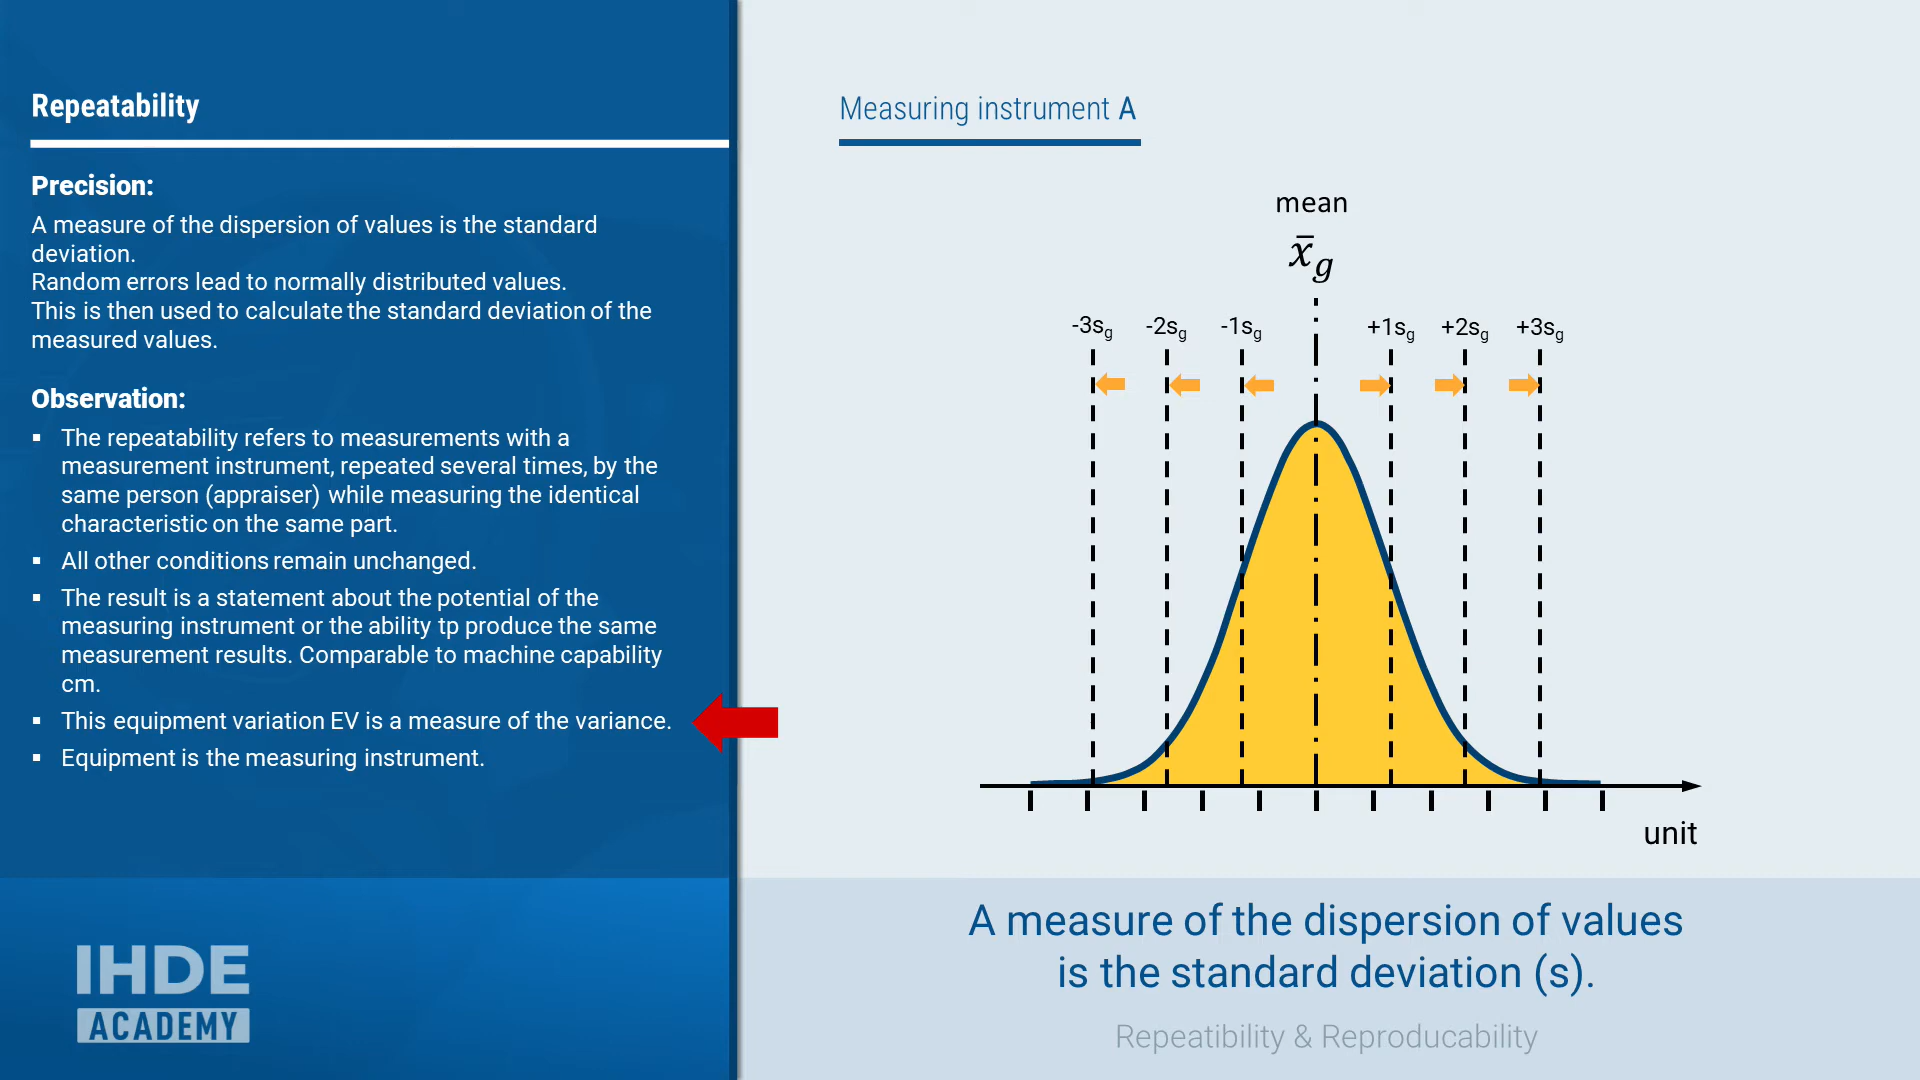 Repeatability
Precision:
A measure of the dispersion of values is the standard
deviation.
Random errors lead to normally distributed values.
This is then used to calculate the standard deviation of the
measured values.
Observation:
▪ The repeatability refers to measurements with a
measurement instrument, repeated several times, by the
same person (appraiser) while measuring the identical
characteristic on the same part.
▪ All other conditions remain unchanged.
▪ The result is a statement about the potential of the
measuring instrument or the ability tp produce the same
measurement results. Comparable to machine capability
cm.
▪ This equipment variation EV is a measure of the variance.
▪ Equipment is the measuring instrument.
IHDE
ACADEMY
Measuring instrument A
mean
x̄g
-3sg -2sg -1sg +1sg +2sg +3sg
unit
A measure of the dispersion of values
is the standard deviation (s).
Repeatibility & Reproducability